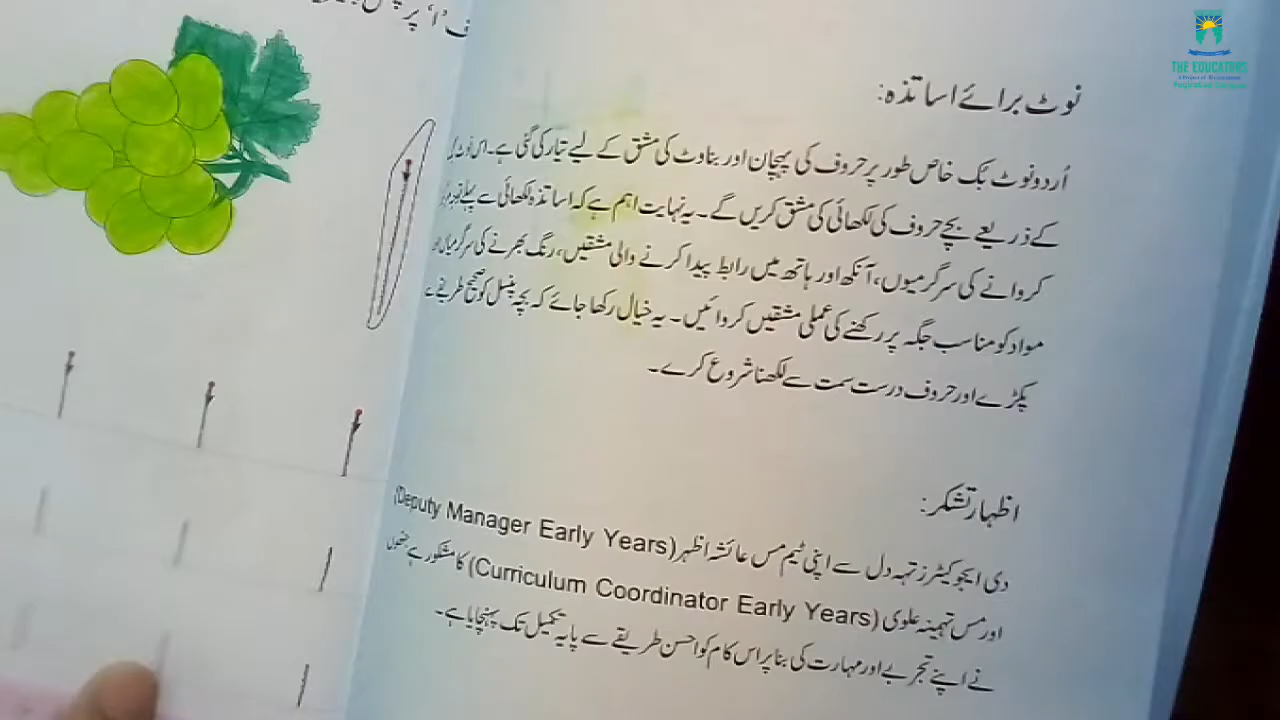 نوٹ برائے اساتذہ:
اُردو نوٹ بُک خاص طور پر حروف کی پہچان اور بناوٹ کی مشق کے لیے تیار کی گئی ہے۔ اس نوٹ بُک
کے ذریعے بچے حروف کی لکھائی کی مشق کریں گے۔ یہ نہایت اہم ہے کہ اساتذہ لکھائی سے پہلے
کروانے کی سرگرمیوں، آنکھ اور ہاتھ میں رابطہ پیدا کرنے والی مشقیں، رنگ بھرنے کی سرگرمیاں اور
مواد کو مناسب جگہ پر رکھنے کی عملی مشقیں کروائیں۔ یہ خیال رکھا جائے کہ بچہ پنسل کو صحیح طریقے سے
پکڑے اور حروف درست سمت سے لکھنا شروع کرے۔
اظہارِ تشکر:
دی ایجوکیٹرز تہہ دل سے اپنی ٹیم مس عائشہ اظہر (Deputy Manager Early Years)
اور مس تہمینہ علوی (Curriculum Coordinator Early Years) کا مشکور ہے جنھوں
نے اپنے تجربے اور مہارت کی بنا پر اس کام کو احسن طریقے سے پایہ تکمیل تک پہنچایا ہے۔
THE EDUCATORS